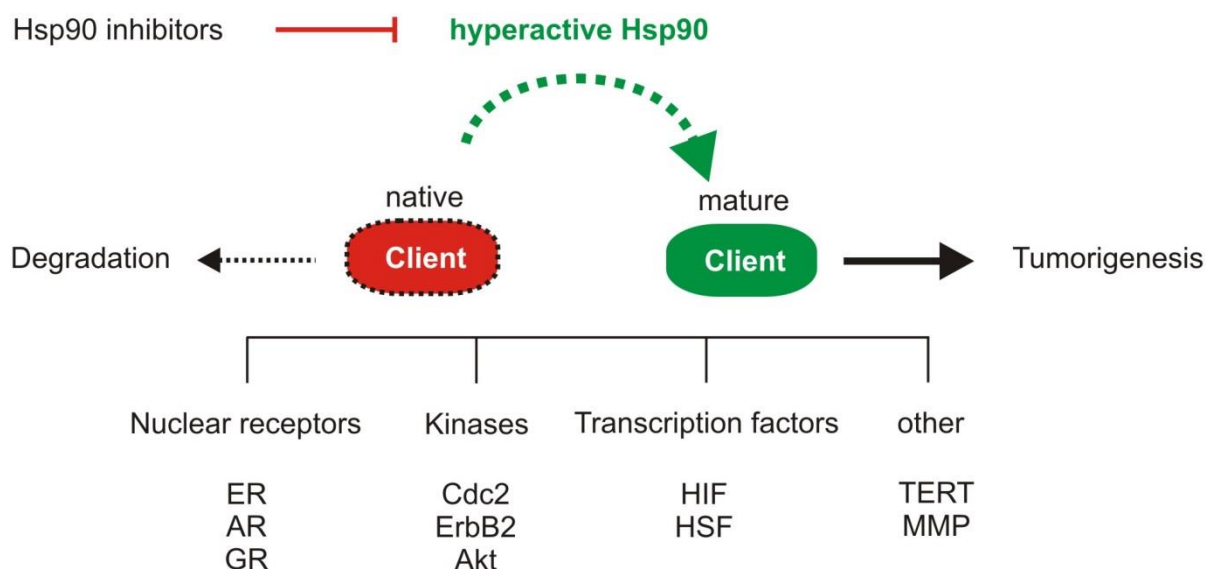 Hsp90 inhibitors hyperactive Hsp90
native mature
Degradation Client Client Tumorigenesis
Nuclear receptors Kinases Transcription factors other
ER Cdc2 HIF TERT
AR ErbB2 HSF MMP
GR Akt